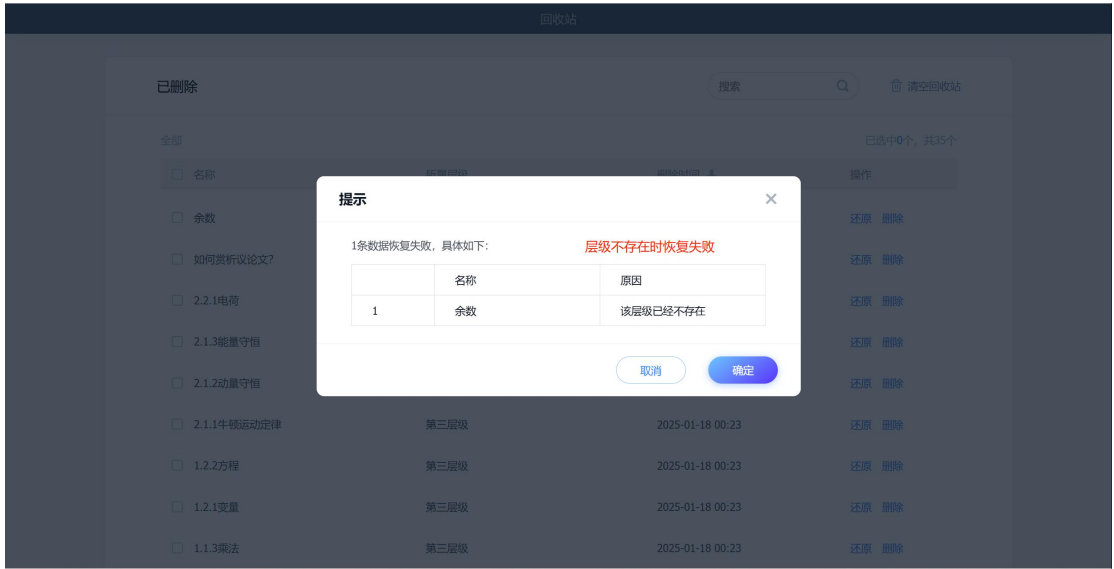 回收站
已删除
搜索
清空回收站
全部
已选中0个，共35个
名称 所属层级 删除时间 操作
提示
1条数据恢复失败，具体如下：
层级不存在时恢复失败
名称 原因
1 余数 该层级已经不存在
取消 确定
余数 还原 删除
如何赏析议论文? 还原 删除
2.2.1电荷 还原 删除
2.1.3能量守恒 还原 删除
2.1.2动量守恒 还原 删除
2.1.1牛顿运动定律 第三层级 2025-01-18 00:23 还原 删除
1.2.2方程 第三层级 2025-01-18 00:23 还原 删除
1.2.1变量 第三层级 2025-01-18 00:23 还原 删除
1.1.3乘法 第三层级 2025-01-18 00:23 还原 删除